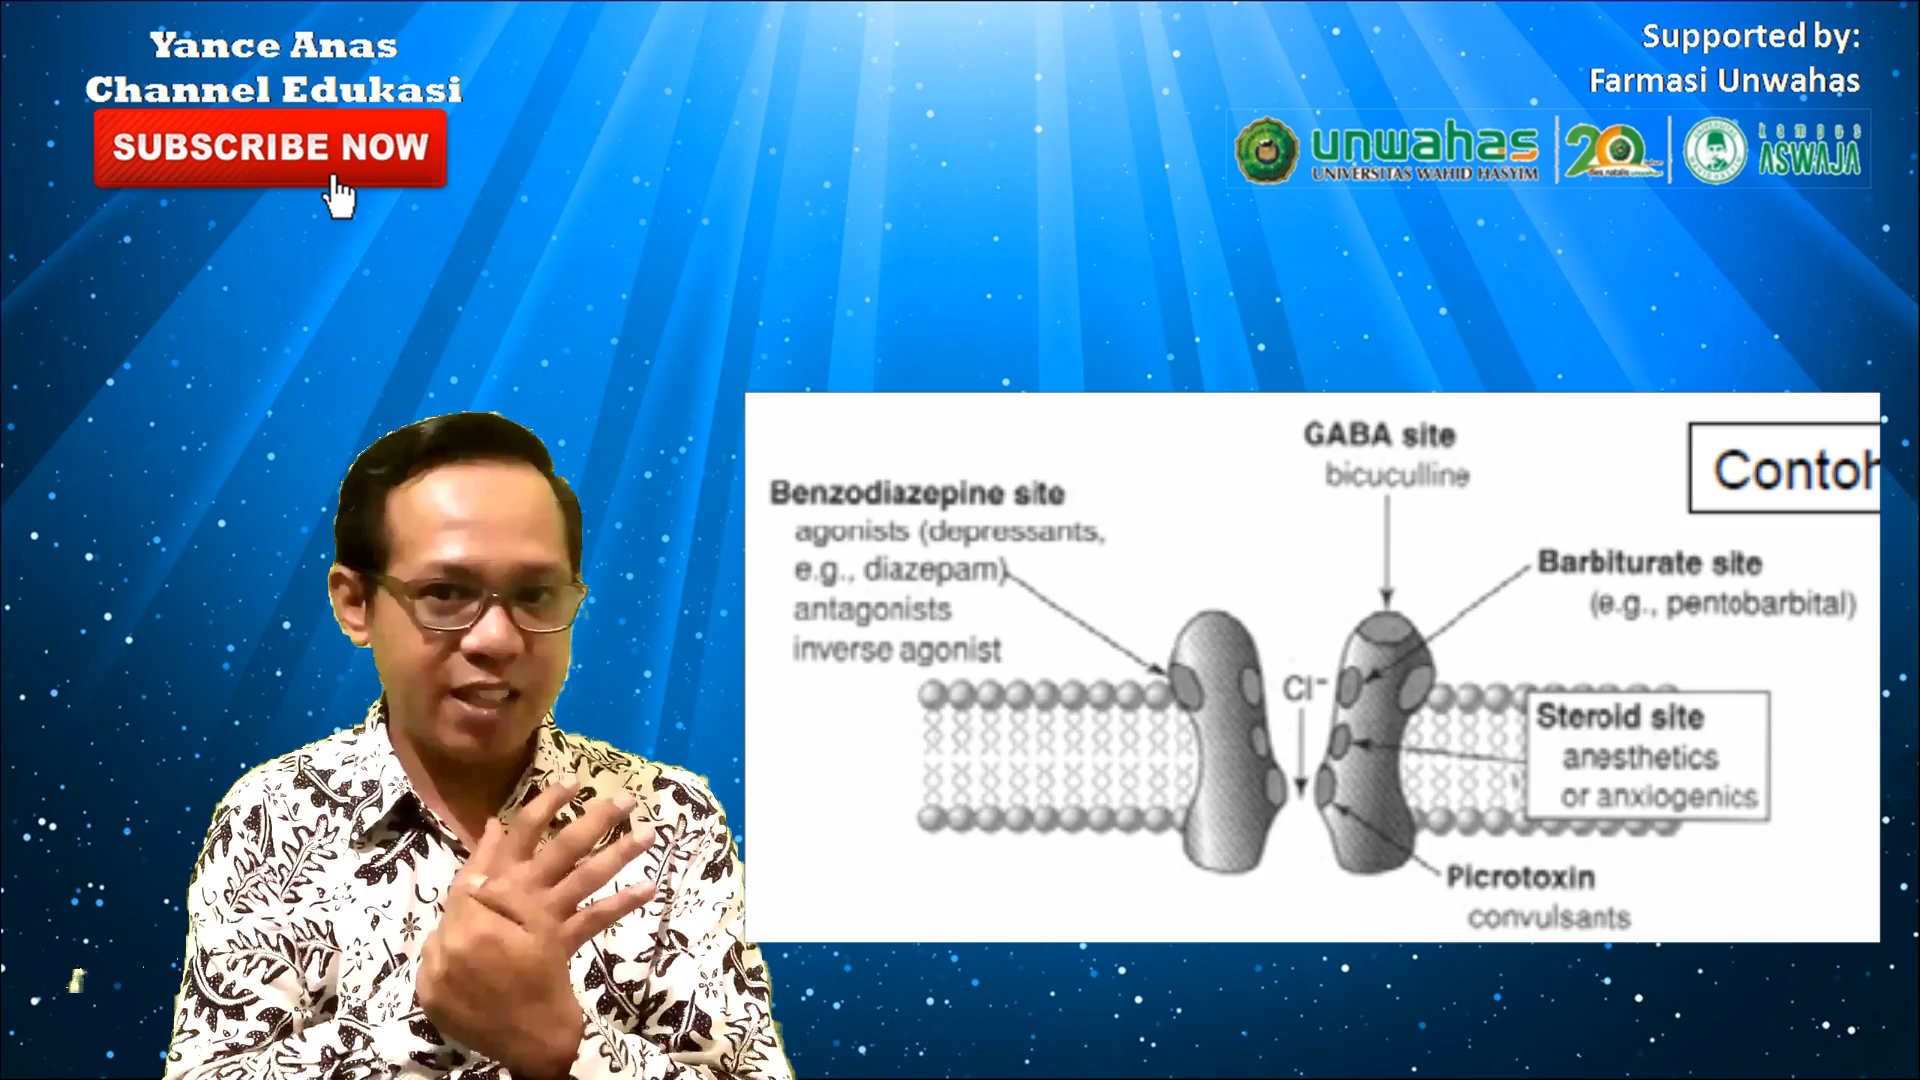 Yance Anas
Channel Edukasi
SUBSCRIBE NOW
Supported by:
Farmasi Unwahas
unwahas
UNIVERSITAS WAHID HASYIM
20
kampus
ASWAJA
GABA site
bicuculline
Contoh
Benzodiazepine site
agonists (depressants,
e.g., diazepam)
antagonists
inverse agonist
Barbiturate site
(e.g., pentobarbital)
Cl⁻
Steroid site
anesthetics
or anxiogenics
Picrotoxin
convulsants